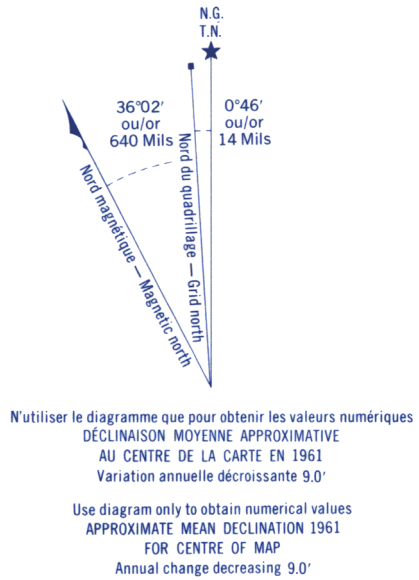 N.G.
T.N.
36°02′
ou/or
640 Mils
0°46′
ou/or
14 Mils
Nord magnétique — Magnetic north
Nord du quadrillage — Grid north
N'utiliser le diagramme que pour obtenir les valeurs numériques
DÉCLINAISON MOYENNE APPROXIMATIVE
AU CENTRE DE LA CARTE EN 1961
Variation annuelle décroissante 9.0′
Use diagram only to obtain numerical values
APPROXIMATE MEAN DECLINATION 1961
FOR CENTRE OF MAP
Annual change decreasing 9.0′